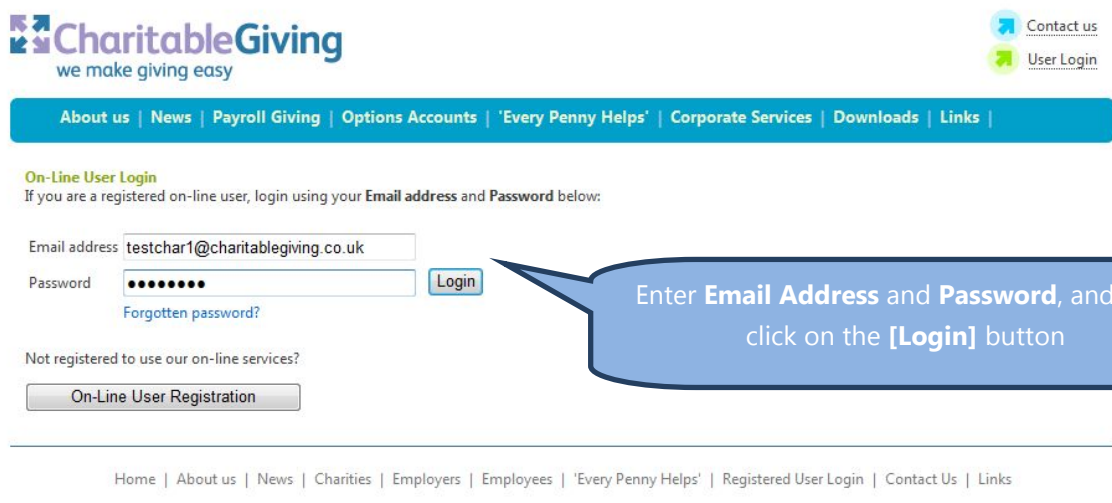 CharitableGiving
we make giving easy
Contact us
User Login
About us | News | Payroll Giving | Options Accounts | 'Every Penny Helps' | Corporate Services | Downloads | Links |
On-Line User Login
If you are a registered on-line user, login using your Email address and Password below:
Email address testchar1@charitablegiving.co.uk
Password ●●●●●●●● Login
Forgotten password?
Enter Email Address and Password, and
click on the [Login] button
Not registered to use our on-line services?
On-Line User Registration
Home | About us | News | Charities | Employers | Employees | 'Every Penny Helps' | Registered User Login | Contact Us | Links